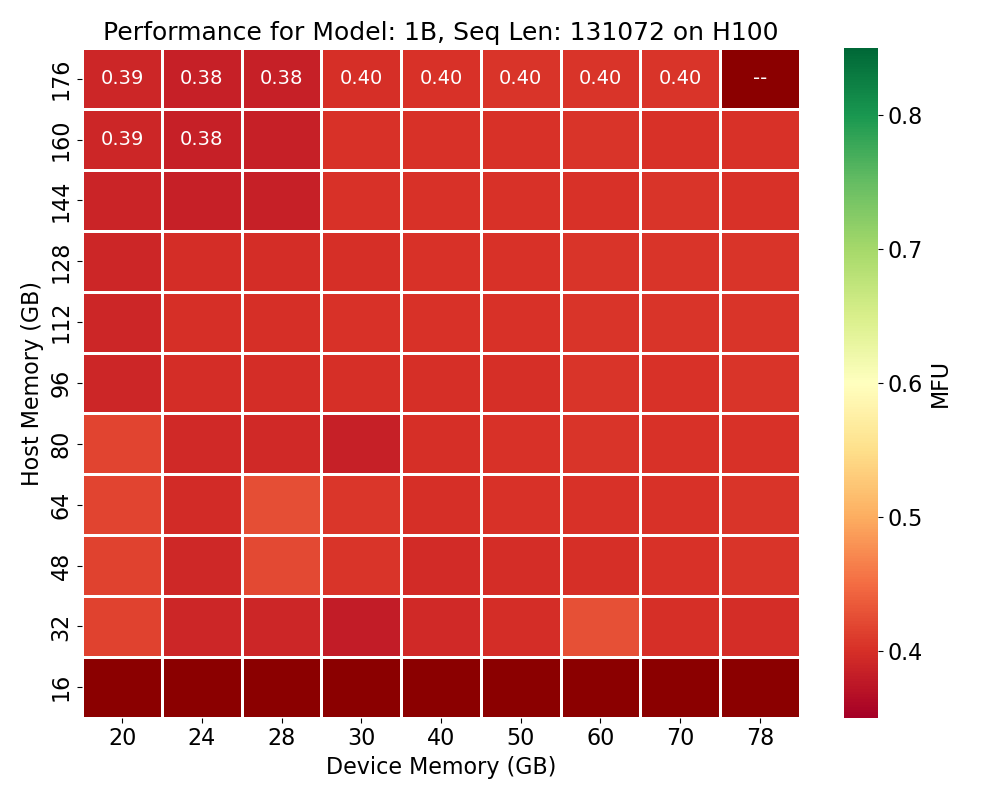 Performance for Model: 1B, Seq Len: 131072 on H100
176 0.39 0.38 0.38 0.40 0.40 0.40 0.40 0.40 --
160 0.39 0.38
144
128
112
96
80
64
48
32
16
20 24 28 30 40 50 60 70 78
Device Memory (GB)
Host Memory (GB)
0.8
0.7
0.6
0.5
0.4
MFU